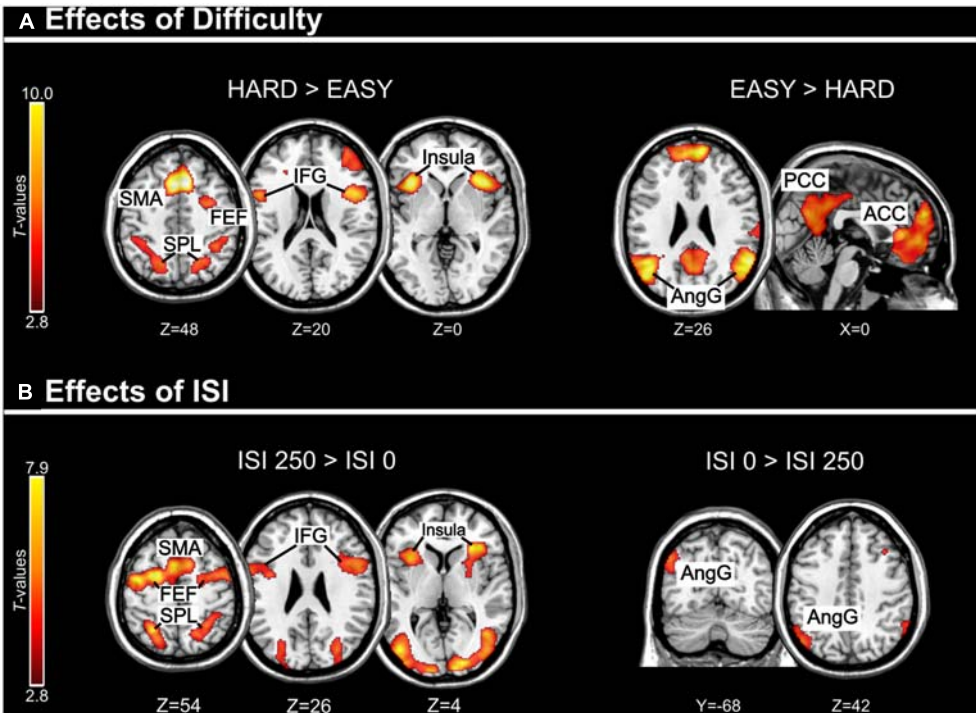 A Effects of Difficulty
HARD > EASY
EASY > HARD
10.0
T-values
2.8
SMA
FEF
SPL
IFG
Insula
PCC
ACC
AngG
Z=48
Z=20
Z=0
Z=26
X=0
B Effects of ISI
ISI 250 > ISI 0
ISI 0 > ISI 250
7.9
T-values
2.8
SMA
FEF
SPL
IFG
Insula
AngG
AngG
Z=54
Z=26
Z=4
Y=-68
Z=42